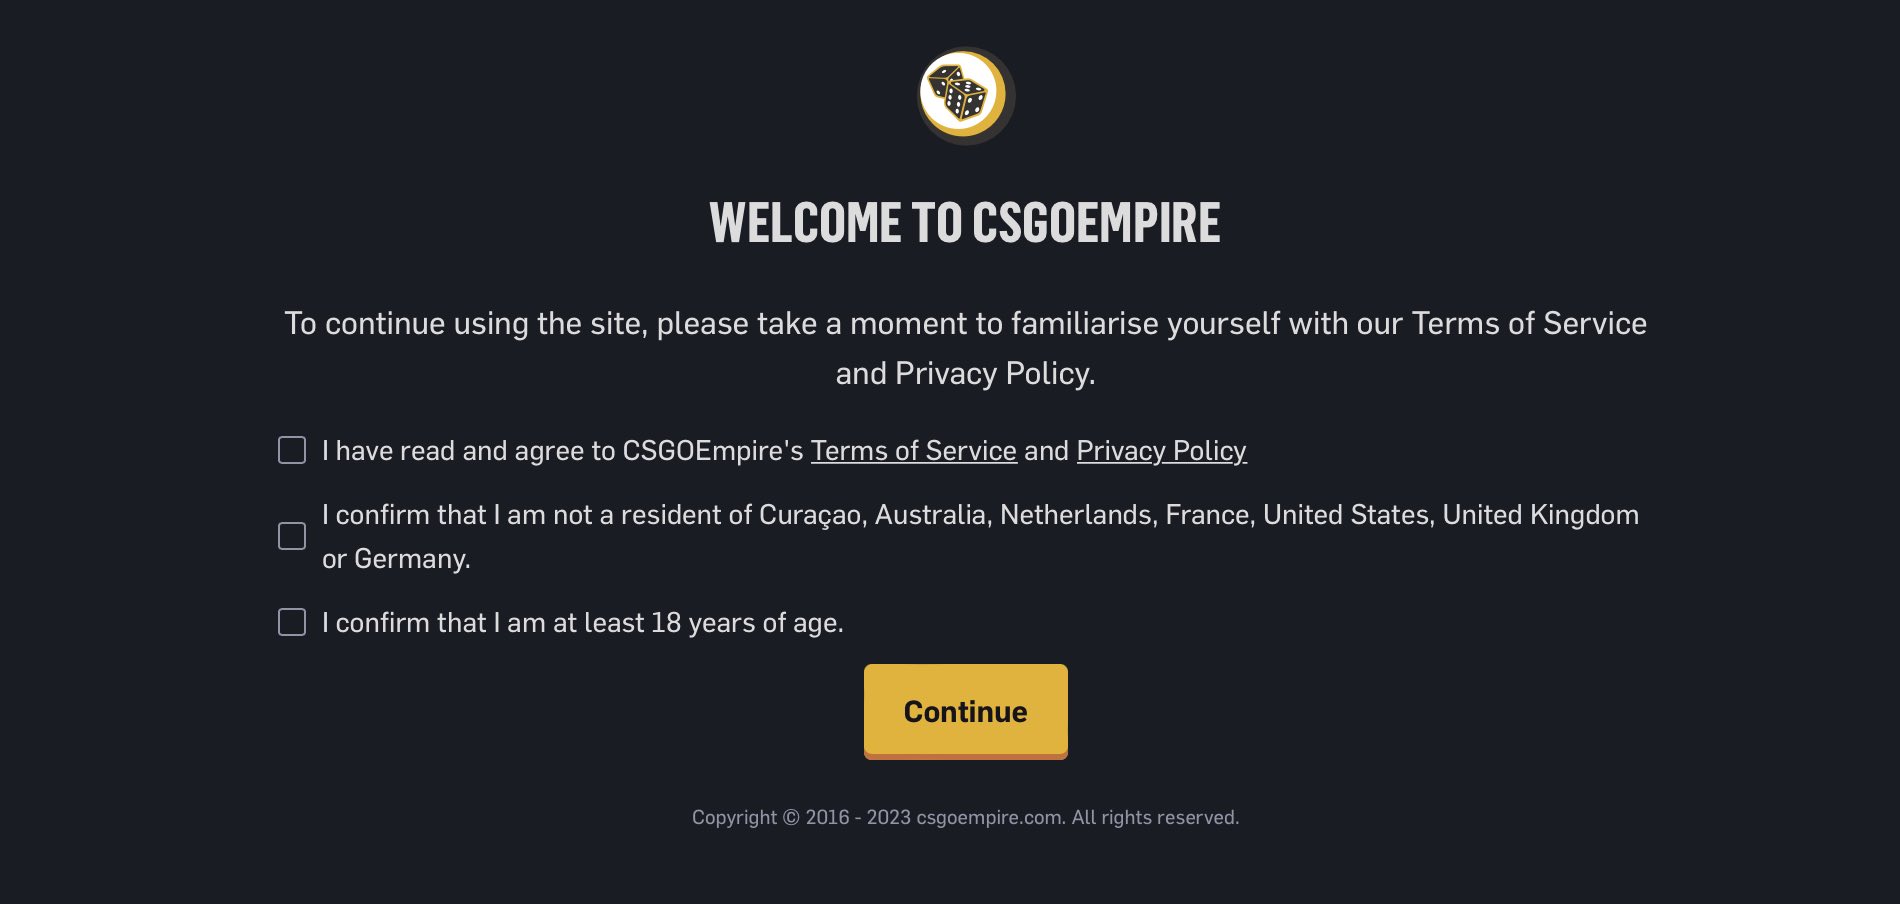 WELCOME TO CSGOEMPIRE
To continue using the site, please take a moment to familiarise yourself with our Terms of Service
and Privacy Policy.
I have read and agree to CSGOEmpire's Terms of Service and Privacy Policy
I confirm that I am not a resident of Curaçao, Australia, Netherlands, France, United States, United Kingdom
or Germany.
I confirm that I am at least 18 years of age.
Continue
Copyright © 2016 - 2023 csgoempire.com. All rights reserved.